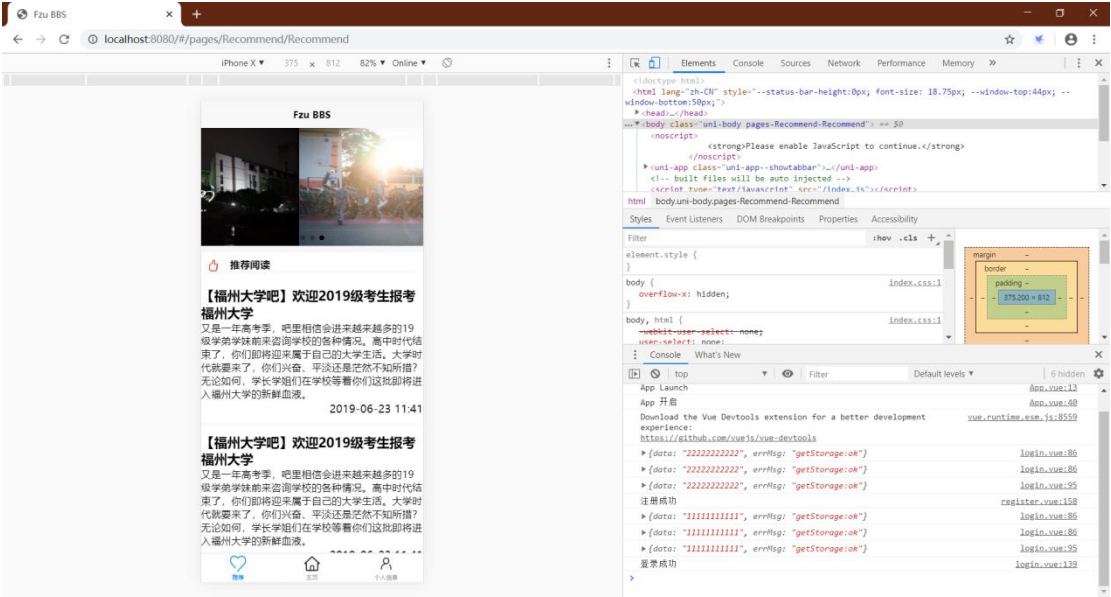 Fzu BBS
localhost:8080/#/pages/Recommend/Recommend
iPhone X ▼ 375 x 812 82% ▼ Online ▼
Fzu BBS
推荐阅读
【福州大学吧】欢迎2019级考生报考
福州大学
又是一年高考季，吧里相信会进来越来越多的19
级学弟学妹前来咨询学校的各种情况。高中时代结
束了，你们即将迎来属于自己的大学生活。大学时
代就要来了，你们兴奋、平淡还是茫然不知所措？
无论如何，学长学姐们在学校等着你们这批即将进
入福州大学的新鲜血液。
2019-06-23 11:41
【福州大学吧】欢迎2019级考生报考
福州大学
又是一年高考季，吧里相信会进来越来越多的19
级学弟学妹前来咨询学校的各种情况。高中时代结
束了，你们即将迎来属于自己的大学生活。大学时
代就要来了，你们兴奋、平淡还是茫然不知所措？
无论如何，学长学姐们在学校等着你们这批即将进
入福州大学的新鲜血液。
2019-06-23 11:41
推荐 主页 个人信息
Elements Console Sources Network Performance Memory »
<!doctype html>
<html lang="zh-CN" style="--status-bar-height:0px; font-size: 18.75px; --window-top:44px; --
window-bottom:50px;">
▶<head>…</head>
…▼<body class="uni-body pages-Recommend-Recommend"> == $0
<noscript>
<strong>Please enable JavaScript to continue.</strong>
</noscript>
▶<uni-app class="uni-app--showtabbar">…</uni-app>
<!-- built files will be auto injected -->
<script type="text/javascript" src="/index.js"></script>
html body.uni-body.pages-Recommend-Recommend
Styles Event Listeners DOM Breakpoints Properties Accessibility
Filter :hov .cls +
element.style {
}
body { index.css:1
overflow-x: hidden;
}
body, html { index.css:1
-webkit-user-select: none;
user-select: none;
margin –
border –
padding –
375.200 × 812
Console What's New
top ▼ Filter Default levels ▼ 6 hidden
App Launch App.vue:13
App 开启 App.vue:40
Download the Vue Devtools extension for a better development vue.runtime.esm.js:8559
experience:
https://github.com/vuejs/vue-devtools
▶{data: "22222222222", errMsg: "getStorage:ok"} login.vue:86
▶{data: "22222222222", errMsg: "getStorage:ok"} login.vue:86
▶{data: "22222222222", errMsg: "getStorage:ok"} login.vue:95
注册成功 register.vue:158
▶{data: "11111111111", errMsg: "getStorage:ok"} login.vue:86
▶{data: "11111111111", errMsg: "getStorage:ok"} login.vue:86
▶{data: "11111111111", errMsg: "getStorage:ok"} login.vue:95
登录成功 login.vue:139